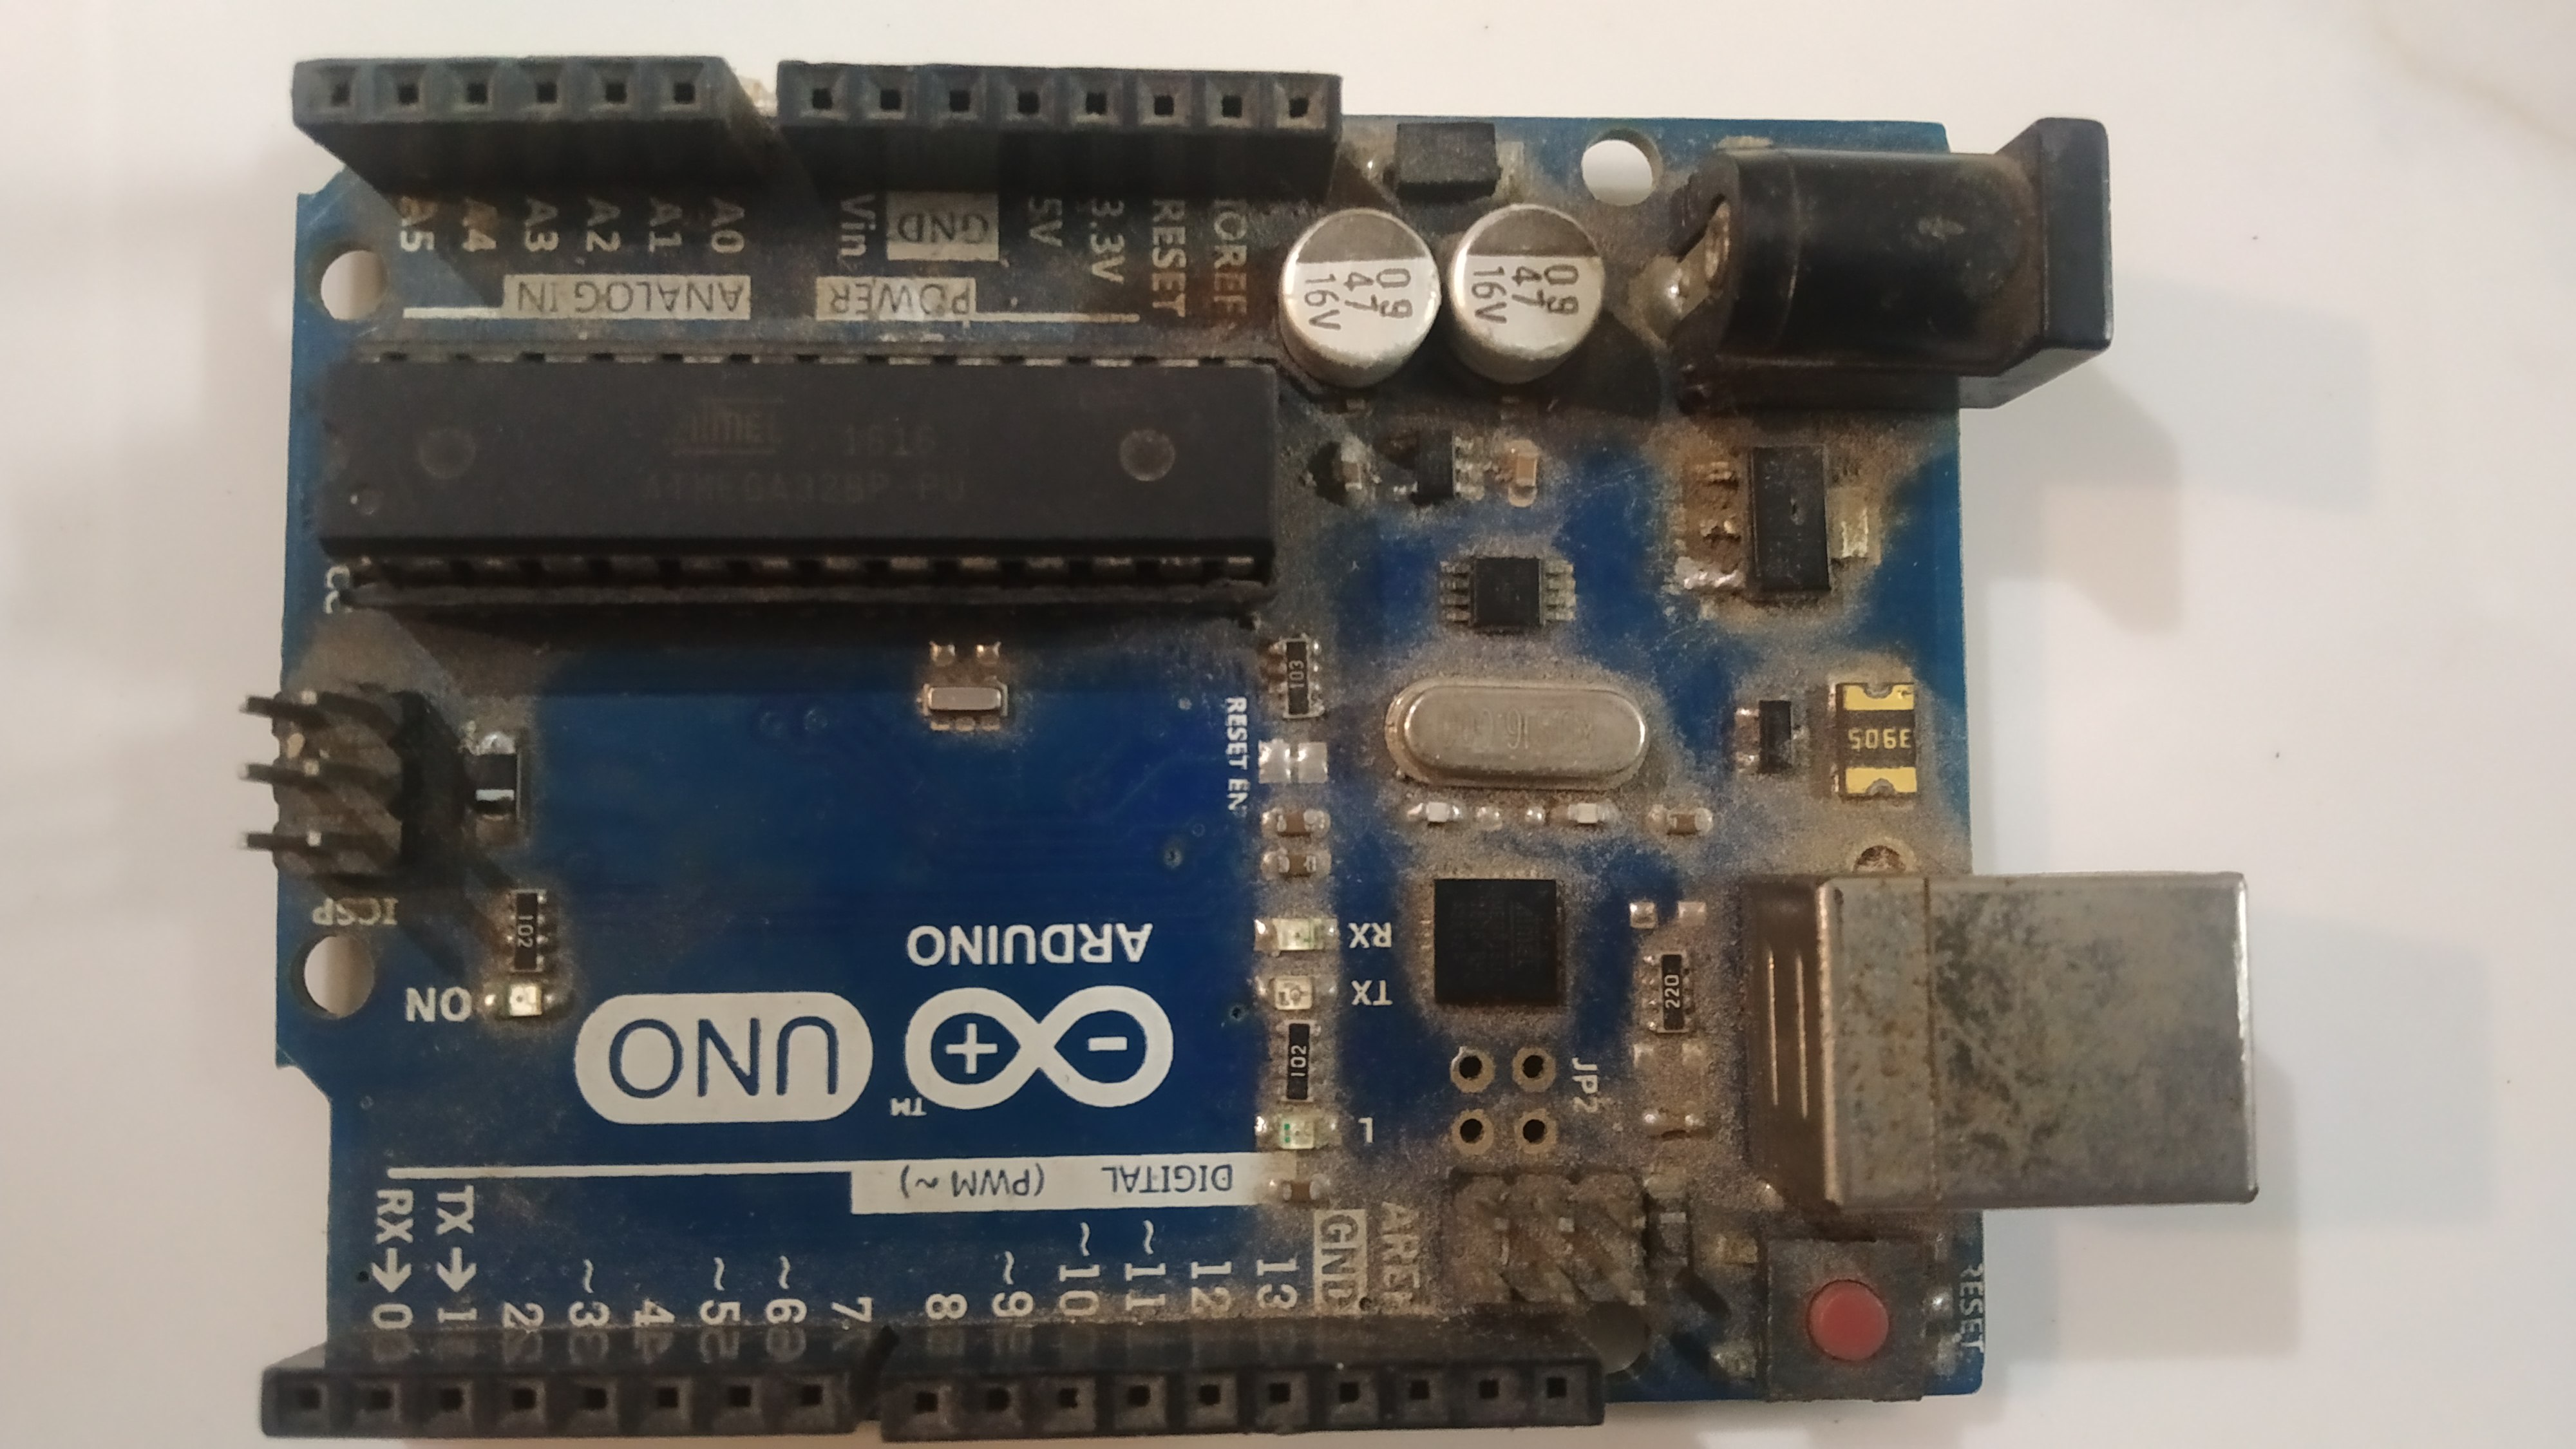 A5
A4
A3
A2
A1
A0
Vin
GND
5V
3.3V
RESET
IOREF
ANALOG IN
POWER
09
47
16V
09
47
16V
ATMEL 1616
ATMEGA328P-PU
103
RESET EN
3905
ICSP
102
ON
ARDUINO
UNO
TM
RX
TX
102
L
220
JP2
DIGITAL (PWM ~)
RX→0
TX→1
2
~3
4
~5
~6
7
8
~9
~10
~11
12
13
GND
AREF
RESET